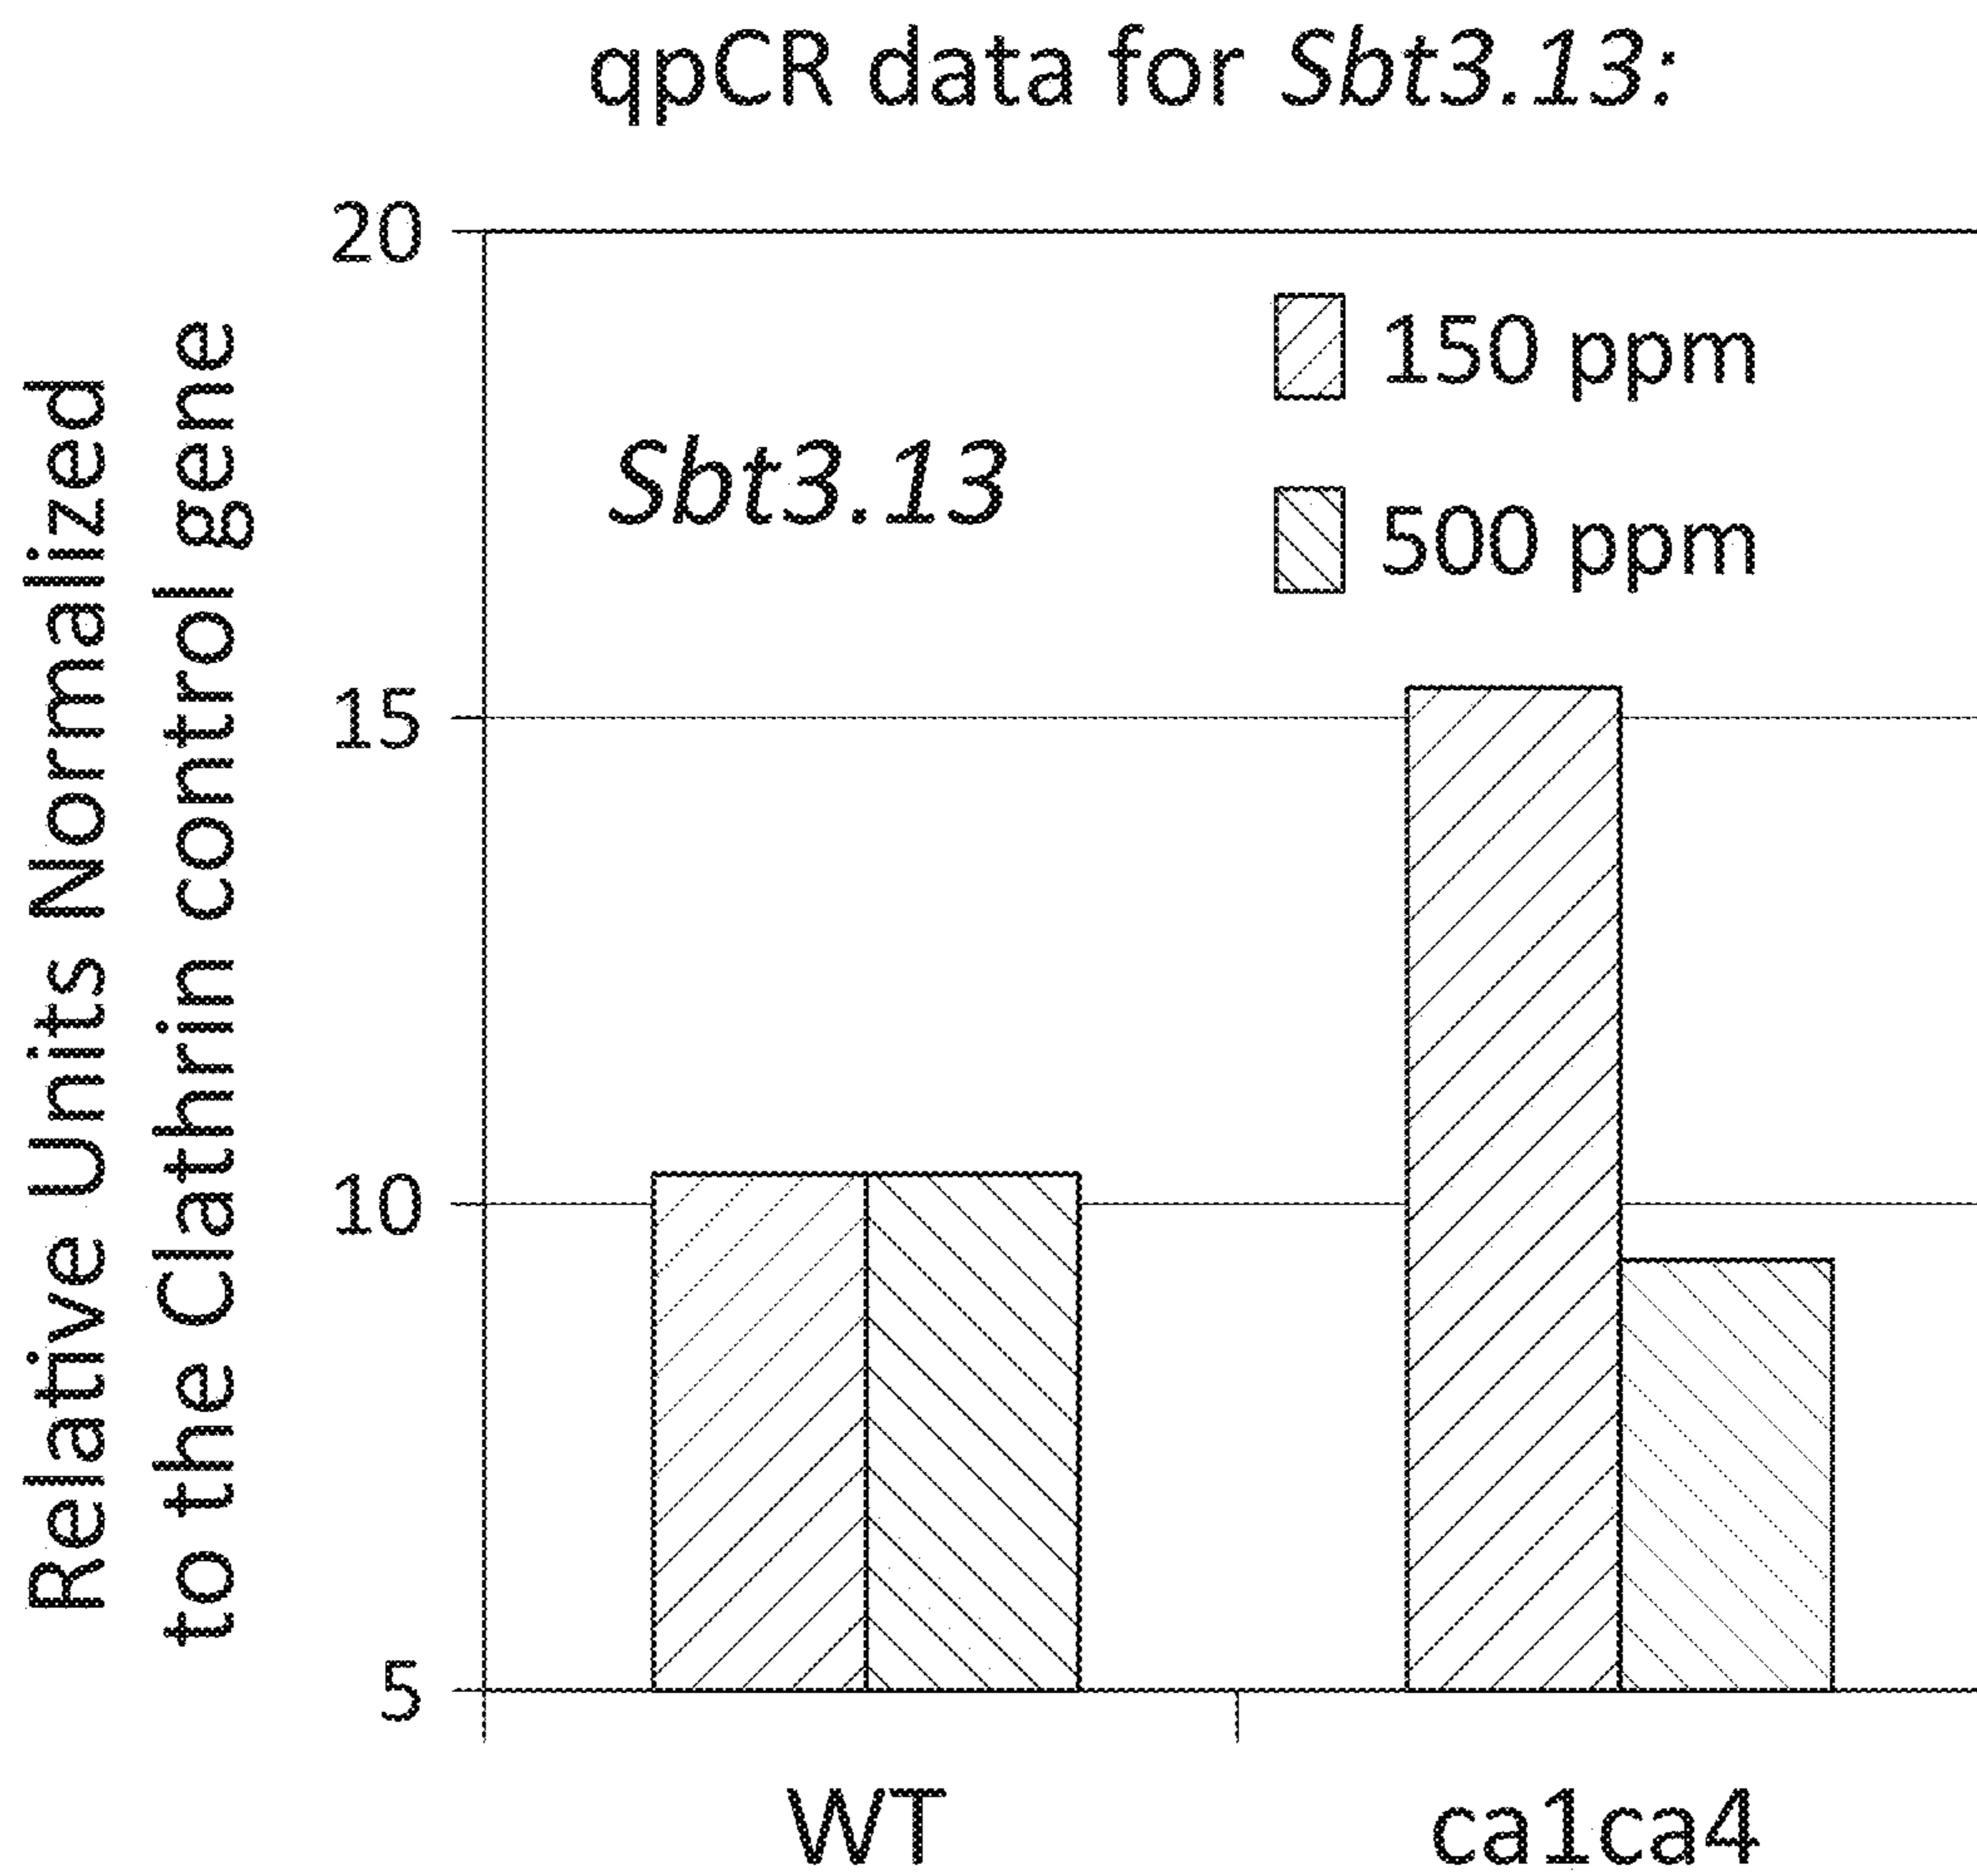 qpCR data for Sbt3.13:
Relative Units Normalized
to the Clathrin control gene
20
15
10
5
Sbt3.13
150 ppm
500 ppm
WT
ca1ca4